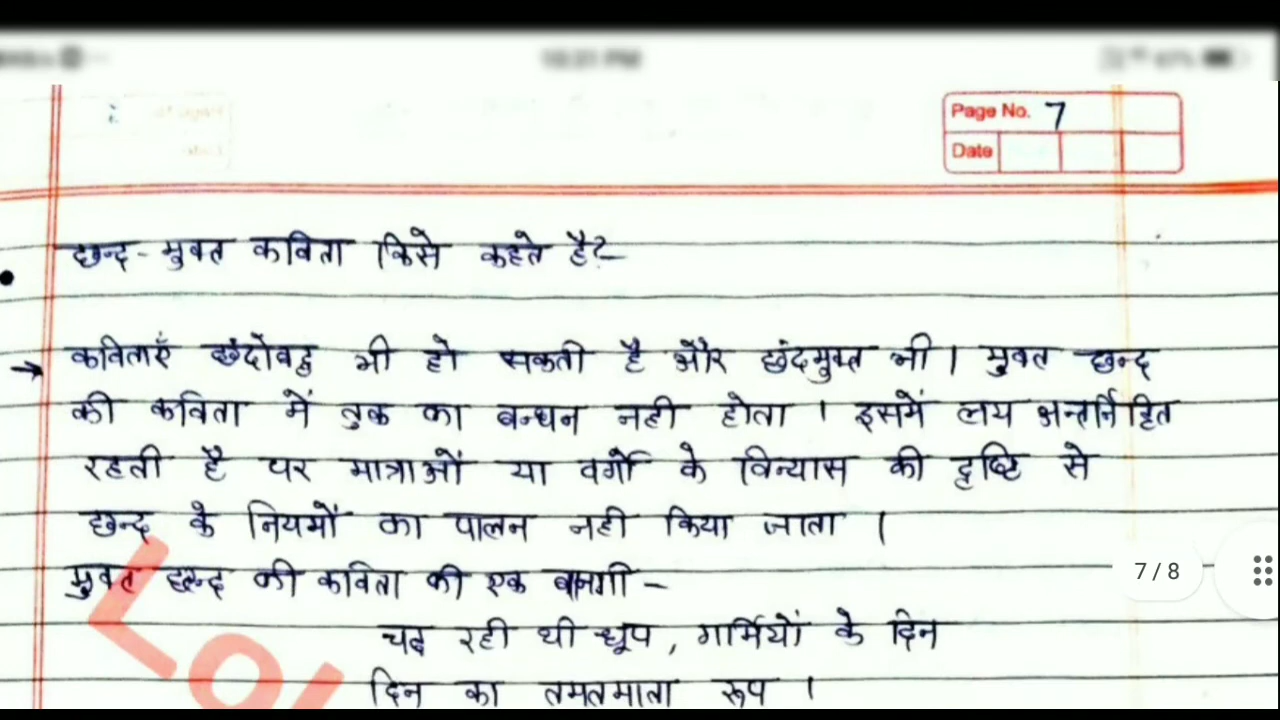 Page No. 7
Date
छन्द - मुक्त कविता किसे कहते है?
कविताएँ छंदोवद्ध भी हो सकती है और छंदमुक्त भी । मुक्त छन्द
की कविता में तुक का बन्धन नही होता । इसमें लय अन्तर्निहित
रहती है पर मात्राओं या वर्गो के विन्यास की दृष्टि से
छन्द के नियमों का पालन नही किया जाता ।
मुक्त छन्द की कविता की एक बानगी –
चढ़ रही थी धूप , गर्मियों के दिन
दिन का तमतमाता रूप ।
7 / 8